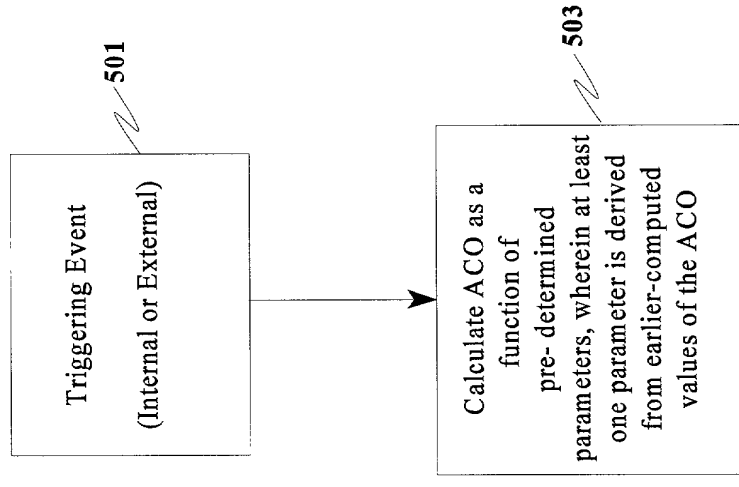 501
Triggering Event
(Internal or External)
503
Calculate ACO as a
function of
pre- determined
parameters, wherein at least
one parameter is derived
from earlier-computed
values of the ACO